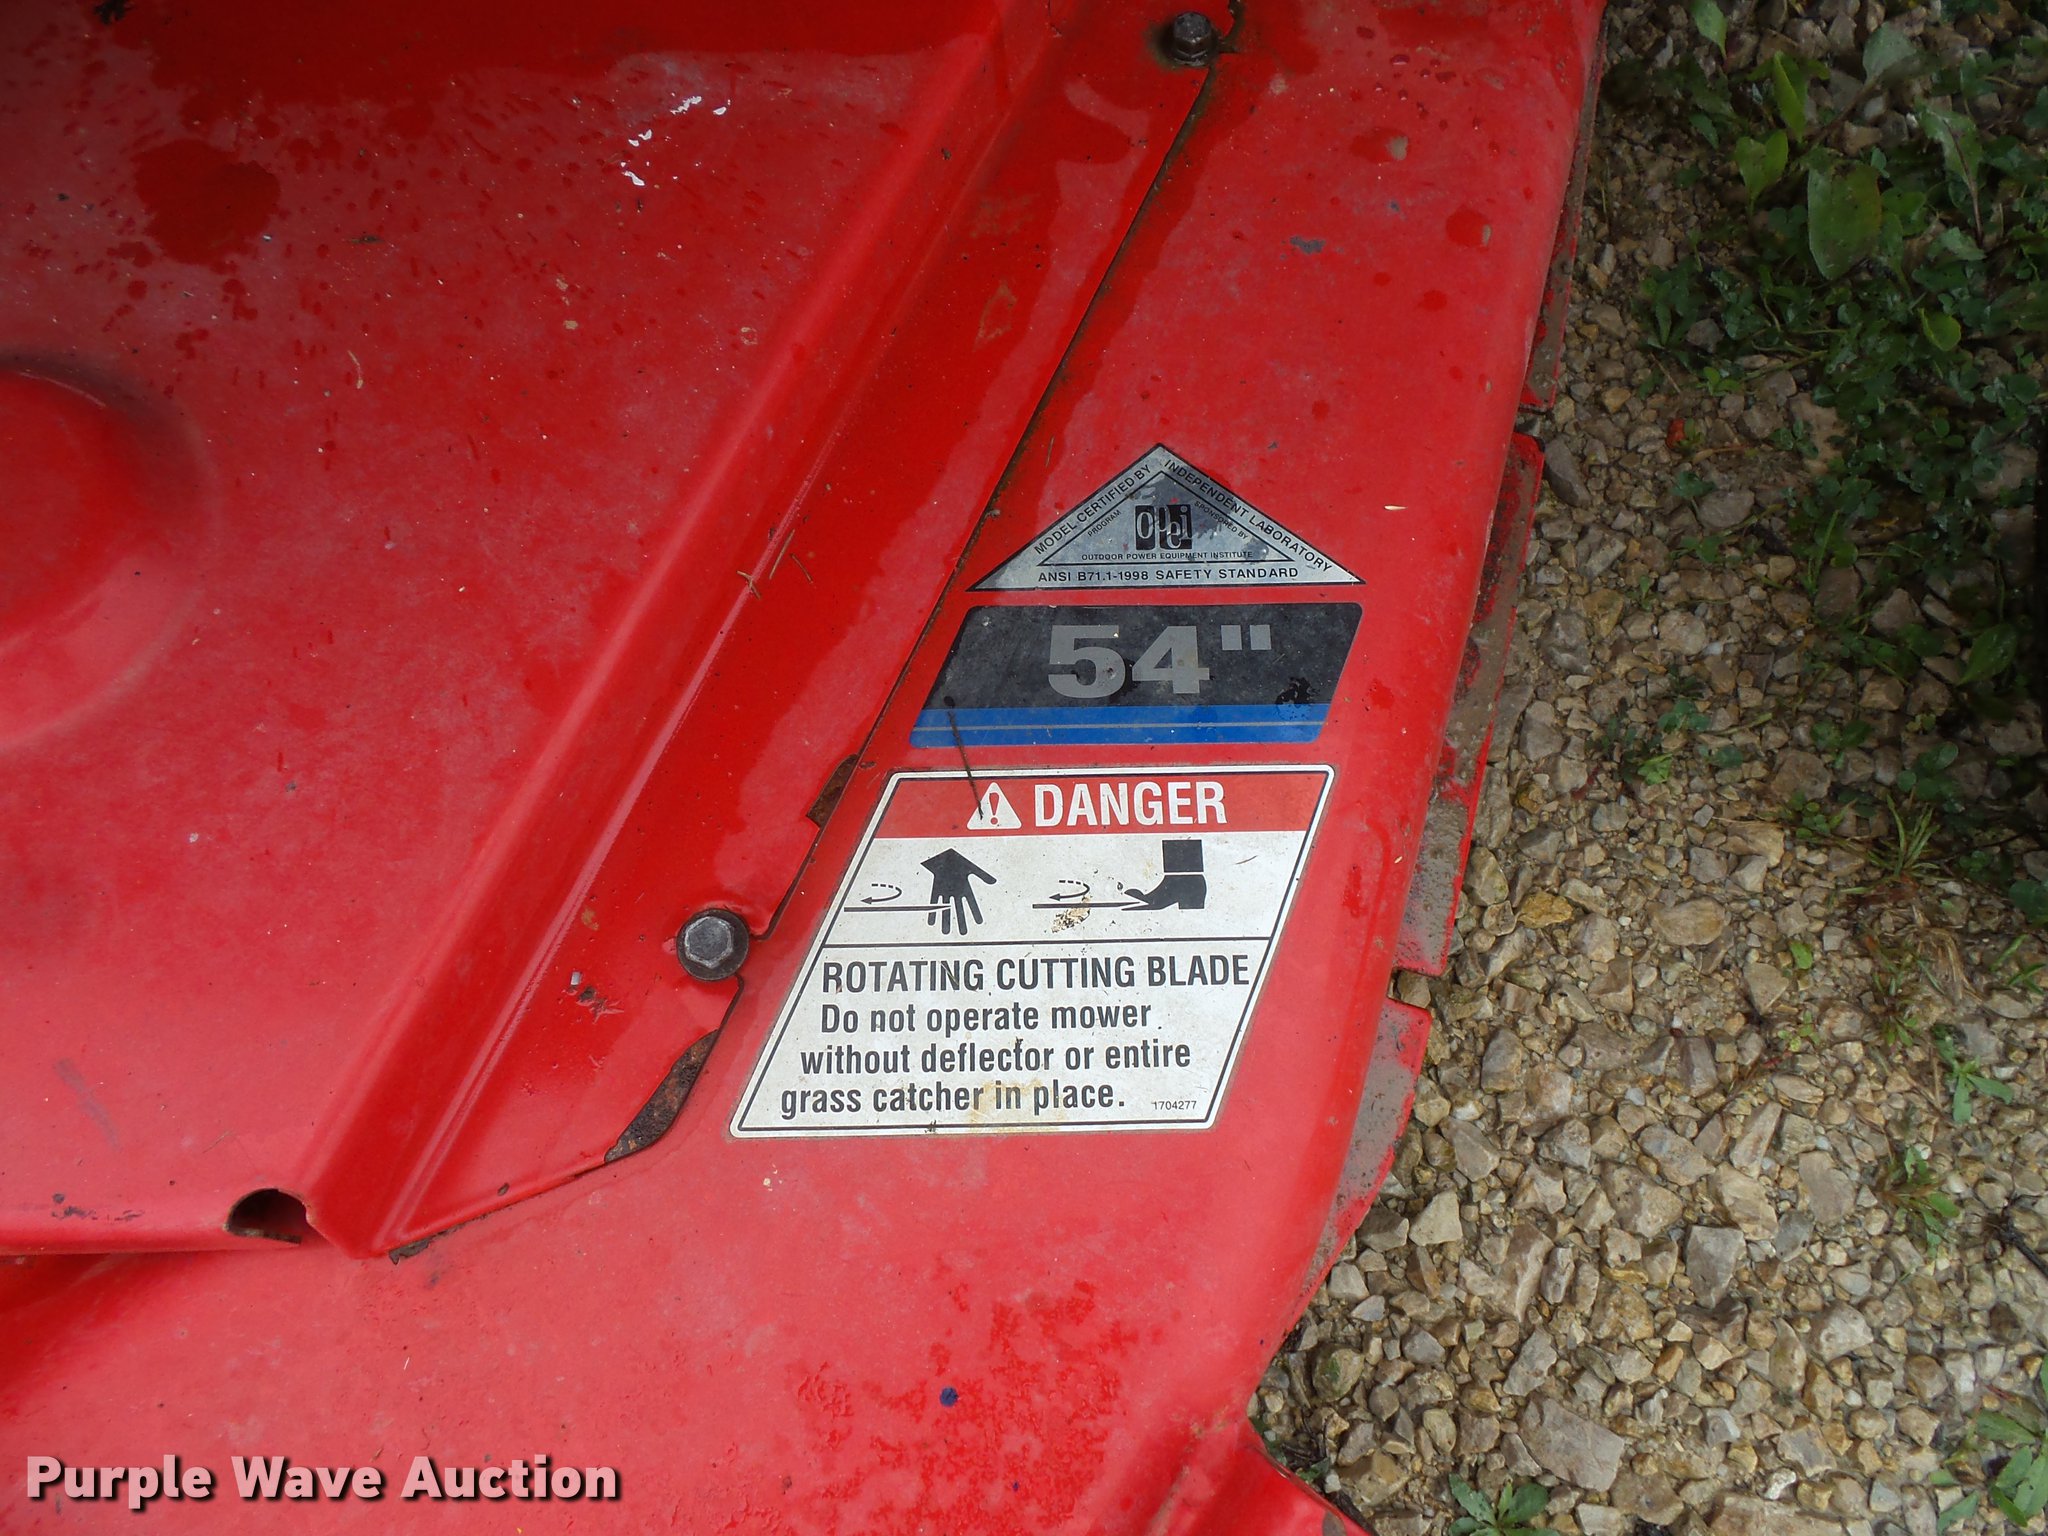 MODEL CERTIFIED BY INDEPENDENT LABORATORY
PROGRAM SPONSORED BY
opei
OUTDOOR POWER EQUIPMENT INSTITUTE
ANSI B71.1-1998 SAFETY STANDARD
54"
DANGER
ROTATING CUTTING BLADE
Do not operate mower
without deflector or entire
grass catcher in place.
1704277
Purple Wave Auction